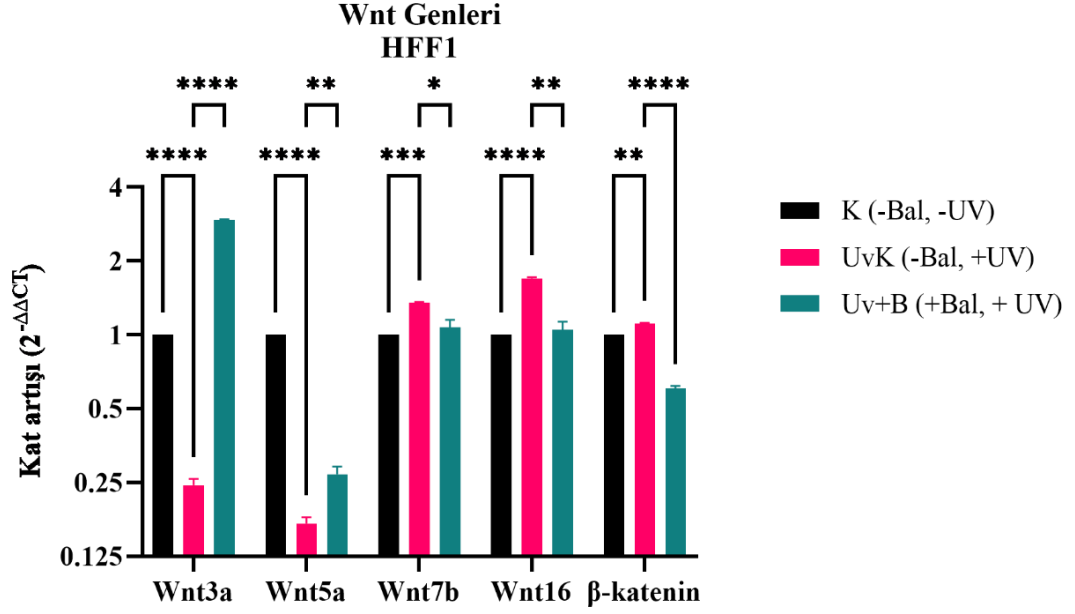 Wnt Genleri
HFF1
**** ** * ** ****
**** **** *** **** **
Kat artışı (2^-ΔΔCT)
4
2
1
0.5
0.25
0.125
Wnt3a Wnt5a Wnt7b Wnt16 β-katenin
K (-Bal, -UV)
UvK (-Bal, +UV)
Uv+B (+Bal, + UV)